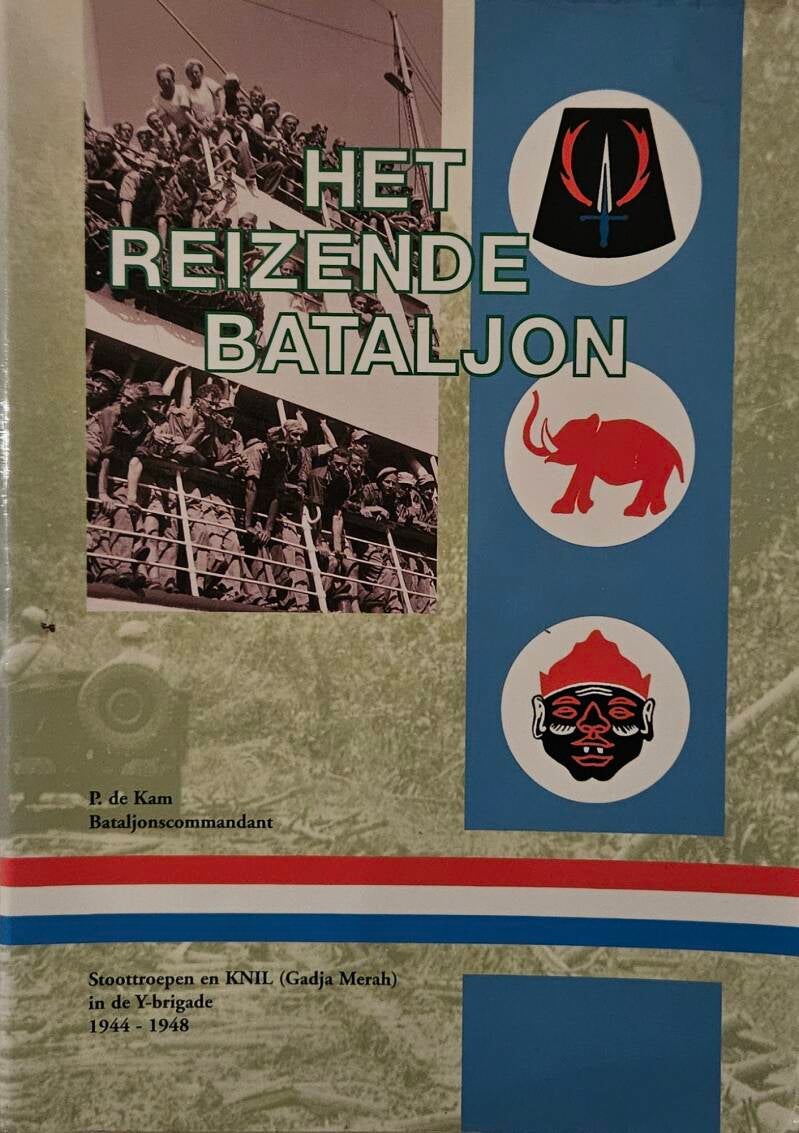 HET
REIZENDE
BATALJON
P. de Kam
Bataljonscommandant
Stoottroepen en KNIL (Gadja Merah)
in de Y-brigade
1944 - 1948